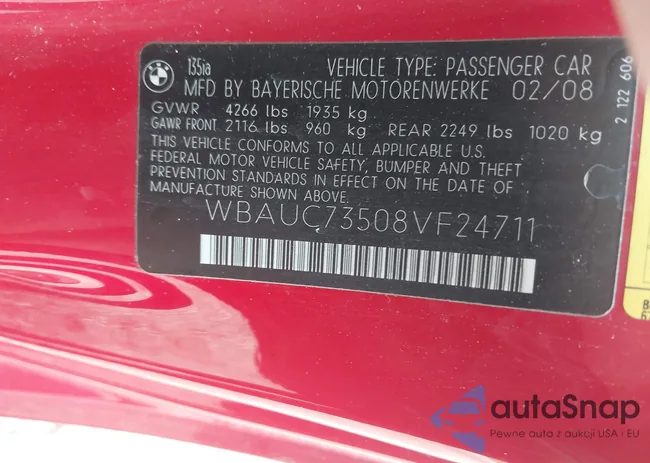 135ia VEHICLE TYPE: PASSENGER CAR
MFD BY BAYERISCHE MOTORENWERKE 02/08
GVWR 4266 lbs 1935 kg
GAWR FRONT 2116 lbs 960 kg REAR 2249 lbs 1020 kg
THIS VEHICLE CONFORMS TO ALL APPLICABLE U.S.
FEDERAL MOTOR VEHICLE SAFETY, BUMPER AND THEFT
PREVENTION STANDARDS IN EFFECT ON THE DATE OF
MANUFACTURE SHOWN ABOVE.
WBAUC73508VF24711
2 122 606
autoSnap
Pewne auta z aukcji USA i EU